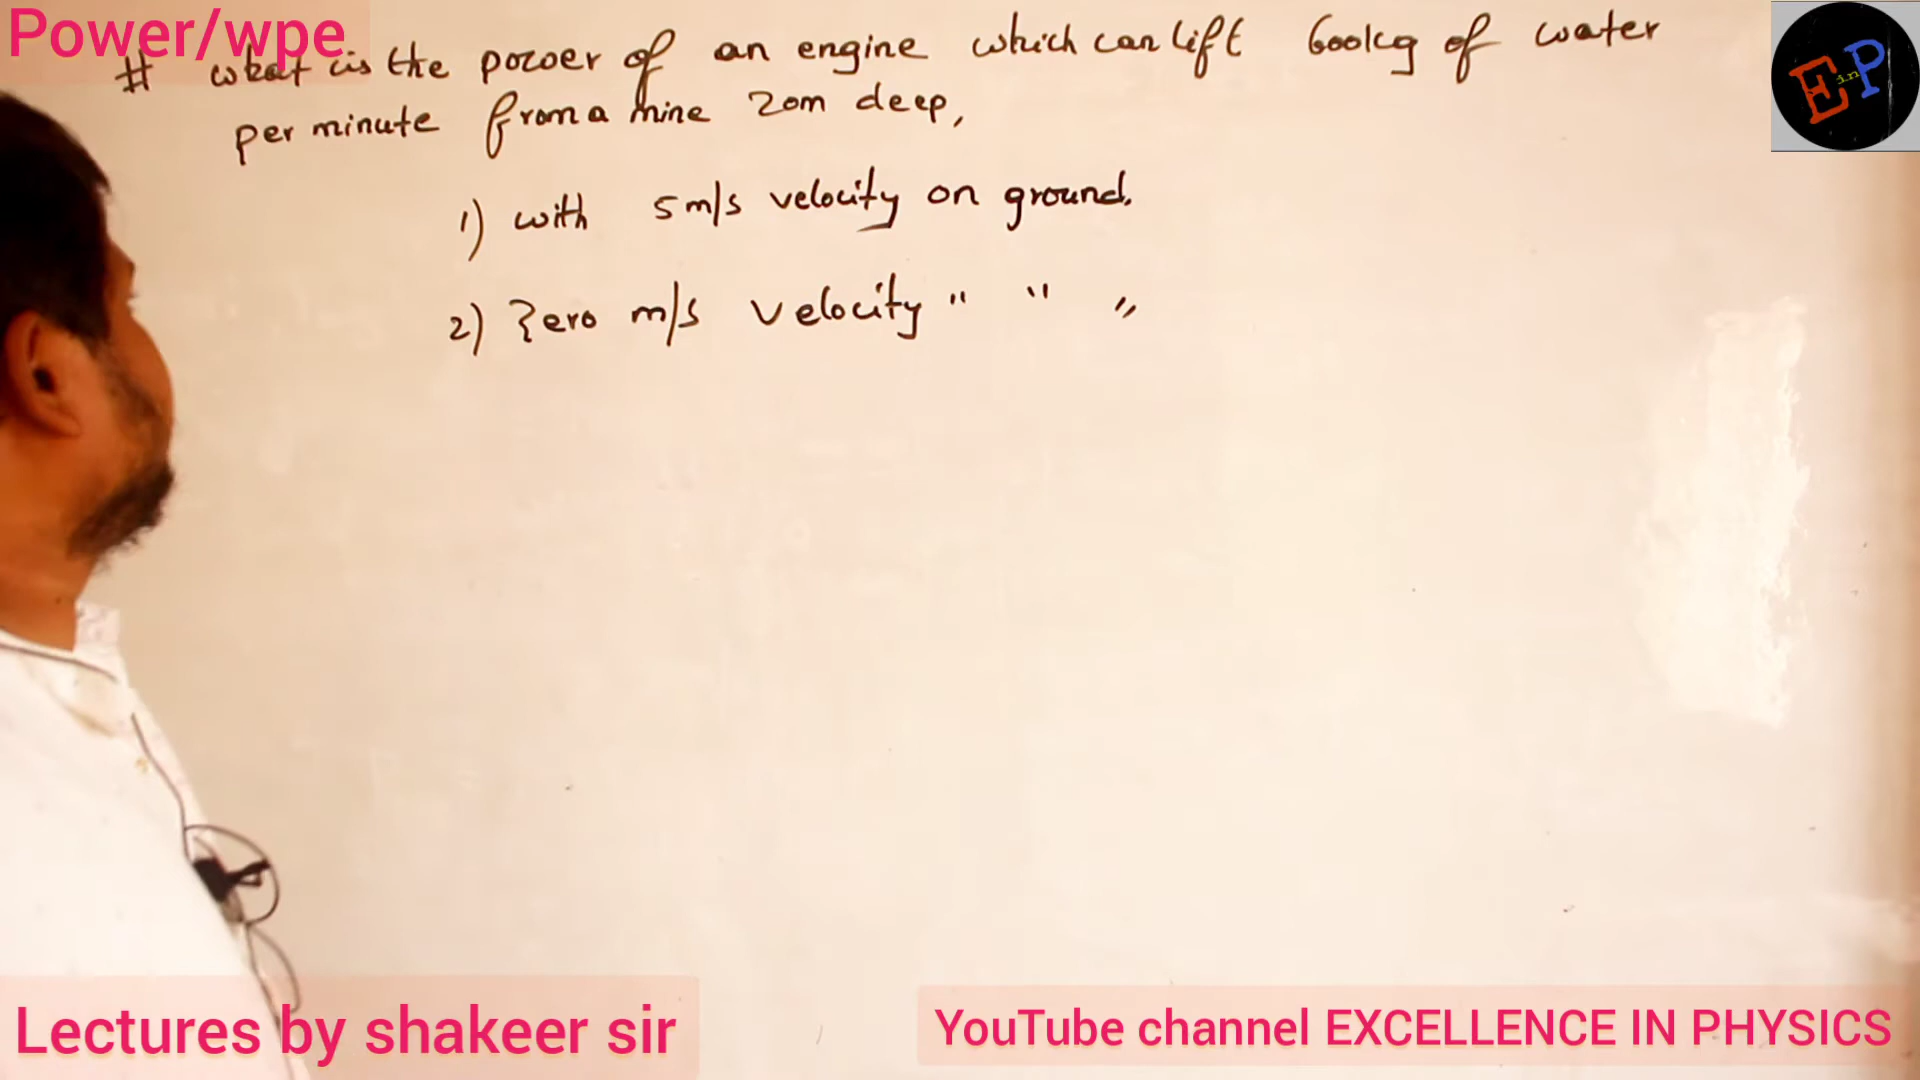 Power/wpe.
# what is the power of an engine which can lift 600kg of water
per minute from a mine 20m deep,
1) with 5 m/s velocity on ground.
2) Zero m/s velocity " " "
E in P
Lectures by shakeer sir
YouTube channel EXCELLENCE IN PHYSICS